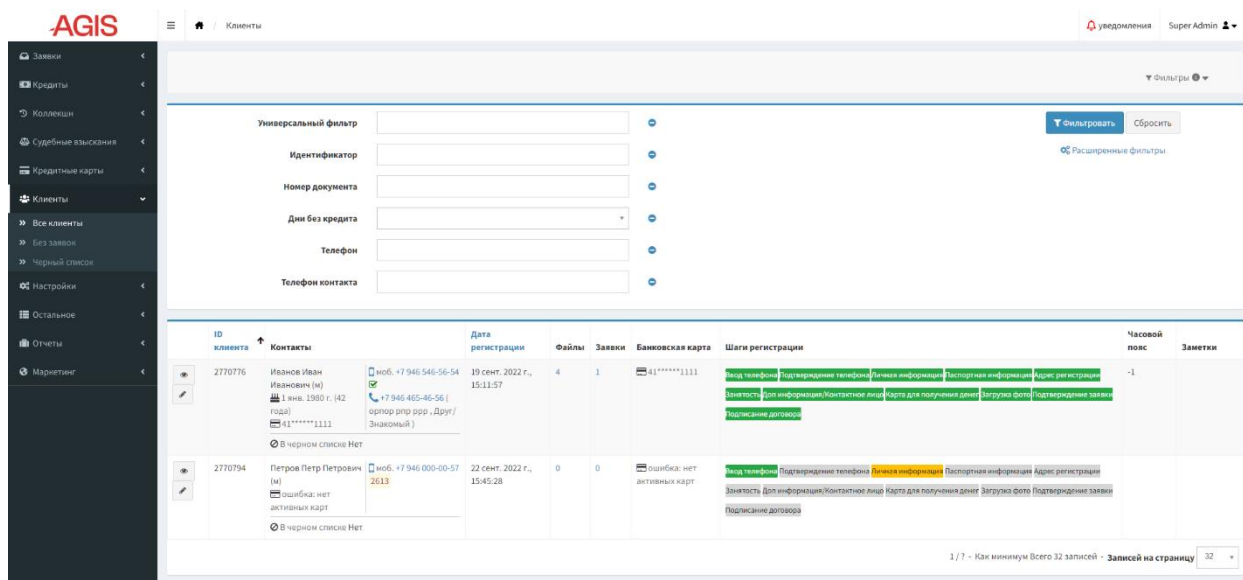 AGIS
Клиенты
уведомления
Super Admin
Заявки
Кредиты
Коллекшн
Судебные взыскания
Кредитные карты
Клиенты
Все клиенты
Без заявок
Черный список
Настройки
Остальное
Отчеты
Маркетинг
Фильтры
Универсальный фильтр
Фильтровать
Сбросить
Идентификатор
Расширенные фильтры
Номер документа
Дни без кредита
Телефон
Телефон контакта
ID клиента
Контакты
Дата регистрации
Файлы
Заявки
Банковская карта
Шаги регистрации
Часовой пояс
Заметки
2770776
Иванов Иван
Иванович (м)
1 янв. 1980 г. (42
года)
41******1111
моб. +7 946 546-56-54
+7 946 465-46-56 (
орпор рпр ррр , Друг/
Знакомый )
В черном списке Нет
19 сент. 2022 г.,
15:11:57
4
1
41******1111
Ввод телефона Подтверждение телефона Личная информация Паспортная информация Адрес регистрации
Занятость Доп информация/Контактное лицо Карта для получения денег Загрузка фото Подтверждение заявки
Подписание договора
-1
2770794
Петров Петр Петрович
(м)
ошибка: нет
активных карт
моб. +7 946 000-00-57
2613
В черном списке Нет
22 сент. 2022 г.,
15:45:28
0
0
ошибка: нет
активных карт
Ввод телефона Подтверждение телефона Личная информация Паспортная информация Адрес регистрации
Занятость Доп информация/Контактное лицо Карта для получения денег Загрузка фото Подтверждение заявки
Подписание договора
1 / ? - Как минимум Всего 32 записей - Записей на страницу 32